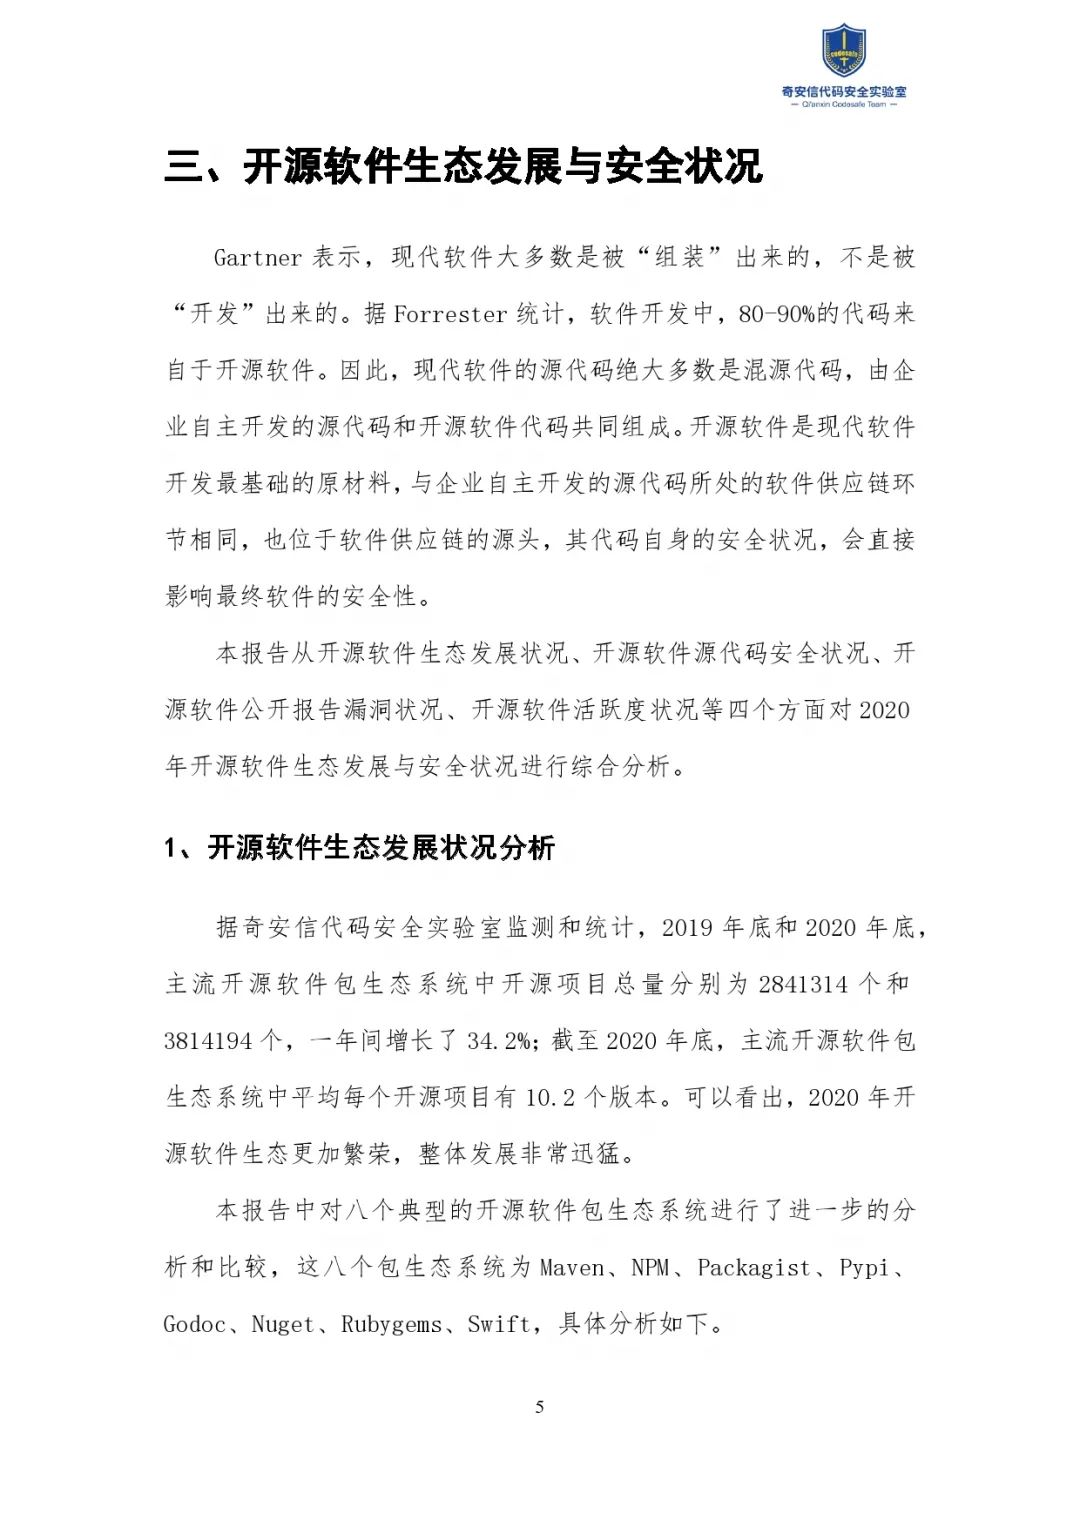 codesafe
奇安信代码安全实验室
— Qi'anxin Codesafe Team —
三、开源软件生态发展与安全状况
Gartner 表示，现代软件大多数是被“组装”出来的，不是被
“开发”出来的。据 Forrester 统计，软件开发中，80-90%的代码来
自于开源软件。因此，现代软件的源代码绝大多数是混源代码，由企
业自主开发的源代码和开源软件代码共同组成。开源软件是现代软件
开发最基础的原材料，与企业自主开发的源代码所处的软件供应链环
节相同，也位于软件供应链的源头，其代码自身的安全状况，会直接
影响最终软件的安全性。
本报告从开源软件生态发展状况、开源软件源代码安全状况、开
源软件公开报告漏洞状况、开源软件活跃度状况等四个方面对 2020
年开源软件生态发展与安全状况进行综合分析。
1、开源软件生态发展状况分析
据奇安信代码安全实验室监测和统计，2019 年底和 2020 年底，
主流开源软件包生态系统中开源项目总量分别为 2841314 个和
3814194 个，一年间增长了 34.2%；截至 2020 年底，主流开源软件包
生态系统中平均每个开源项目有 10.2 个版本。可以看出，2020 年开
源软件生态更加繁荣，整体发展非常迅猛。
本报告中对八个典型的开源软件包生态系统进行了进一步的分
析和比较，这八个包生态系统为 Maven、NPM、Packagist、Pypi、
Godoc、Nuget、Rubygems、Swift，具体分析如下。
5